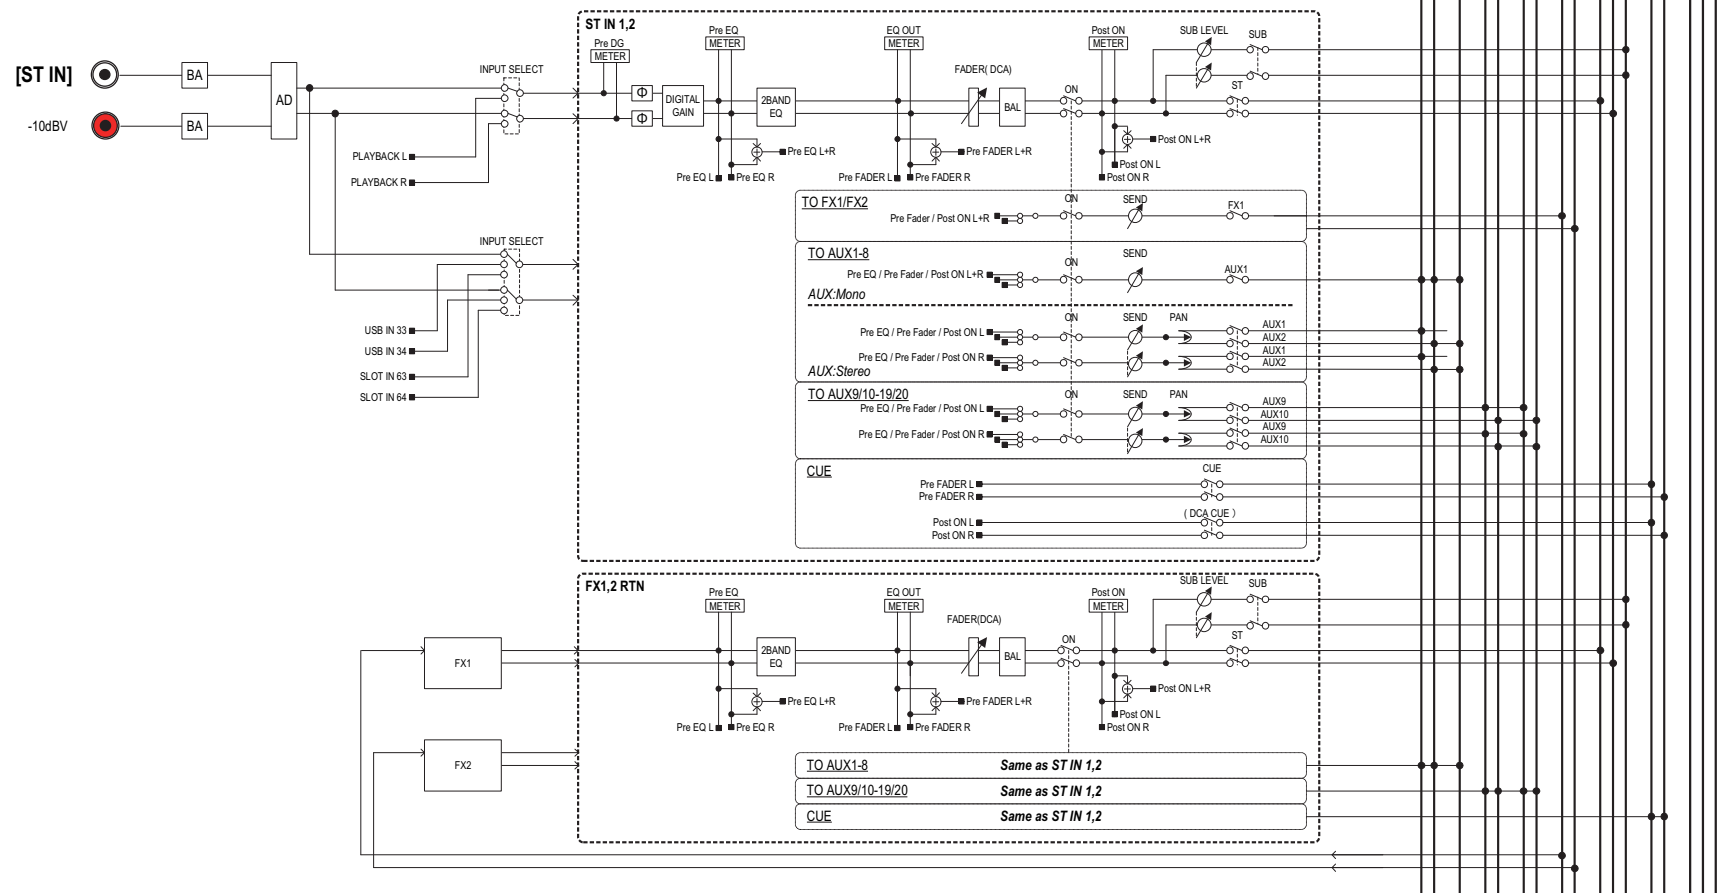 ST IN 1,2
Pre DG
METER
Pre EQ
METER
EQ OUT
METER
Post ON
METER
SUB LEVEL
SUB
[ST IN]
BA
AD
INPUT SELECT
Φ
DIGITAL
GAIN
2BAND
EQ
FADER( DCA)
BAL
ON
ST
-10dBV
BA
Φ
Pre EQ L+R
Pre FADER L+R
Post ON L+R
Post ON L
Pre EQ L
Pre EQ R
Pre FADER L
Pre FADER R
Post ON R
PLAYBACK L
PLAYBACK R
TO FX1/FX2
Pre Fader / Post ON L+R
ON
SEND
FX1
INPUT SELECT
TO AUX1-8
Pre EQ / Pre Fader / Post ON L+R
ON
SEND
AUX1
AUX:Mono
USB IN 33
USB IN 34
SLOT IN 63
SLOT IN 64
ON
SEND
PAN
Pre EQ / Pre Fader / Post ON L
AUX1
AUX2
Pre EQ / Pre Fader / Post ON R
AUX1
AUX2
AUX:Stereo
TO AUX9/10-19/20
ON
SEND
PAN
Pre EQ / Pre Fader / Post ON L
AUX9
AUX10
Pre EQ / Pre Fader / Post ON R
AUX9
AUX10
CUE
CUE
Pre FADER L
Pre FADER R
( DCA CUE )
Post ON L
Post ON R
FX1,2 RTN
Pre EQ
METER
EQ OUT
METER
Post ON
METER
SUB LEVEL
SUB
FX1
2BAND
EQ
FADER(DCA)
BAL
ON
ST
Pre EQ L+R
Pre FADER L+R
Post ON L+R
Post ON L
Pre EQ L
Pre EQ R
Pre FADER L
Pre FADER R
Post ON R
FX2
TO AUX1-8
Same as ST IN 1,2
TO AUX9/10-19/20
Same as ST IN 1,2
CUE
Same as ST IN 1,2